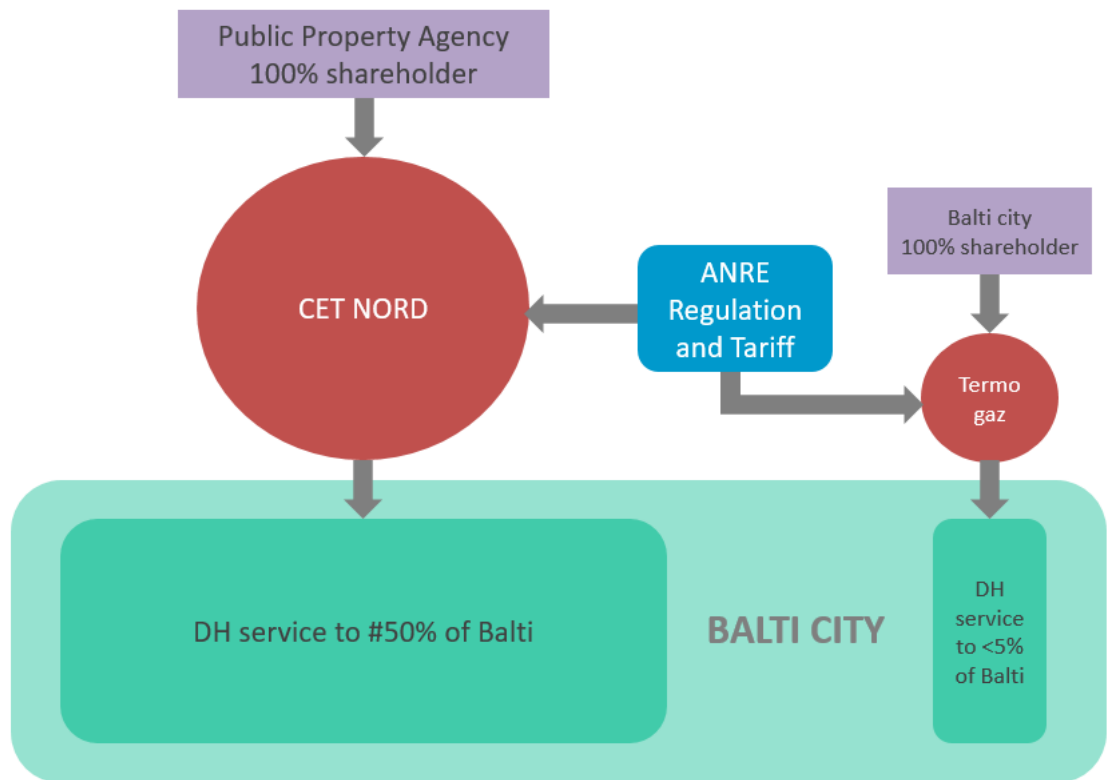 Public Property Agency
100% shareholder
Balti city
100% shareholder
CET NORD
ANRE
Regulation
and Tariff
Termo
gaz
DH service to #50% of Balti
BALTI CITY
DH
service
to <5%
of Balti